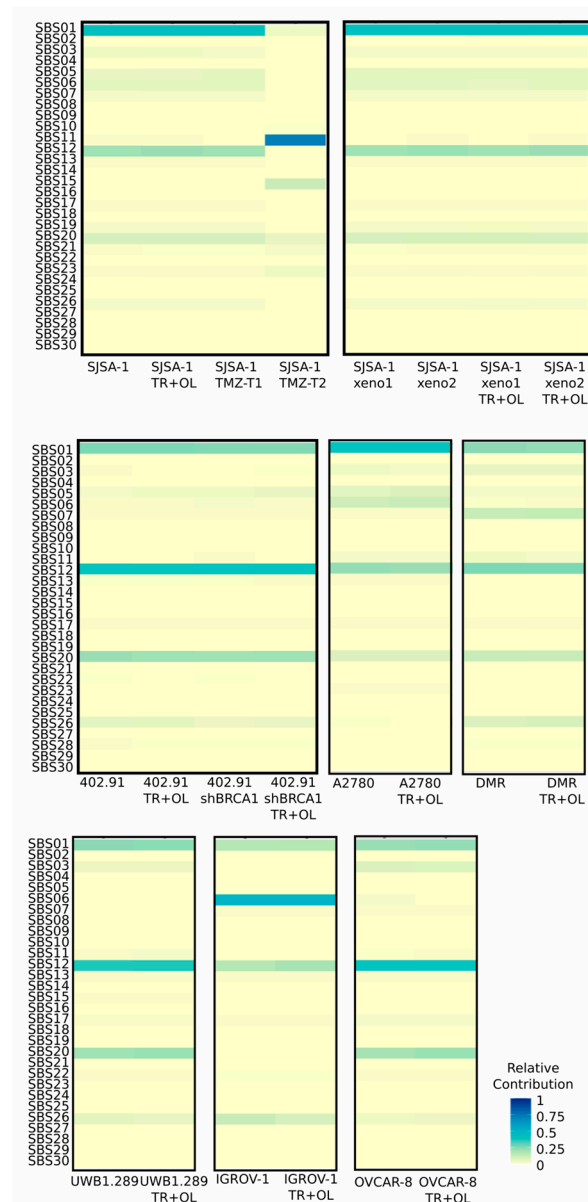 SBS01
SBS02
SBS03
SBS04
SBS05
SBS06
SBS07
SBS08
SBS09
SBS10
SBS11
SBS12
SBS13
SBS14
SBS15
SBS16
SBS17
SBS18
SBS19
SBS20
SBS21
SBS22
SBS23
SBS24
SBS25
SBS26
SBS27
SBS28
SBS29
SBS30
SJSA-1 SJSA-1 SJSA-1 SJSA-1 SJSA-1 SJSA-1 SJSA-1 SJSA-1
TR+OL TMZ-T1 TMZ-T2 xeno1 xeno2 xeno1 xeno2
TR+OL TR+OL
SBS01
SBS02
SBS03
SBS04
SBS05
SBS06
SBS07
SBS08
SBS09
SBS10
SBS11
SBS12
SBS13
SBS14
SBS15
SBS16
SBS17
SBS18
SBS19
SBS20
SBS21
SBS22
SBS23
SBS24
SBS25
SBS26
SBS27
SBS28
SBS29
SBS30
402.91 402.91 402.91 402.91 A2780 A2780 DMR DMR
TR+OL shBRCA1 shBRCA1 TR+OL TR+OL
TR+OL
SBS01
SBS02
SBS03
SBS04
SBS05
SBS06
SBS07
SBS08
SBS09
SBS10
SBS11
SBS12
SBS13
SBS14
SBS15
SBS16
SBS17
SBS18
SBS19
SBS20
SBS21
SBS22
SBS23
SBS24
SBS25
SBS26
SBS27
SBS28
SBS29
SBS30
UWB1.289 UWB1.289 IGROV-1 IGROV-1 OVCAR-8 OVCAR-8
TR+OL TR+OL TR+OL
Relative
Contribution
1
0.75
0.5
0.25
0